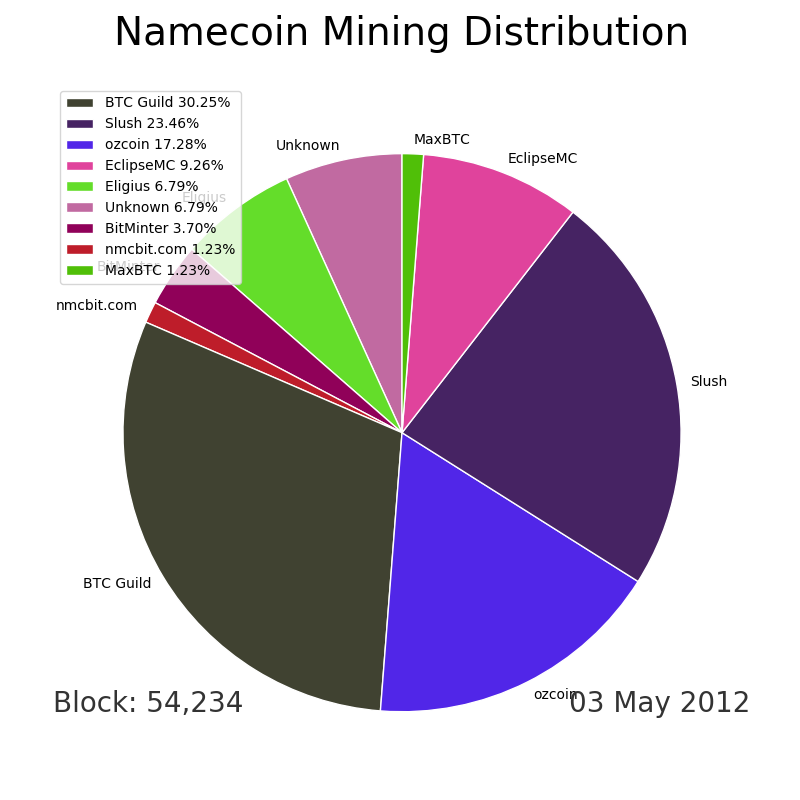 Namecoin Mining Distribution
BTC Guild 30.25%
Slush 23.46%
ozcoin 17.28%
EclipseMC 9.26%
Eligius 6.79%
Unknown 6.79%
BitMinter 3.70%
nmcbit.com 1.23%
MaxBTC 1.23%
Unknown
MaxBTC
EclipseMC
Eligius
BitMinter
nmcbit.com
Slush
BTC Guild
ozcoin
Block: 54,234
03 May 2012